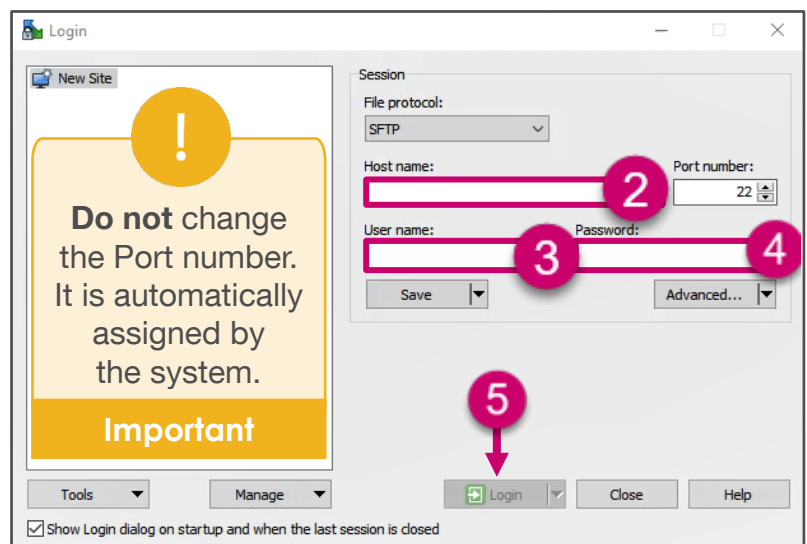 Login
New Site
!
Do not change
the Port number.
It is automatically
assigned by
the system.
Important
Session
File protocol:
SFTP
Host name:
Port number:
2
22
User name:
Password:
3
4
Save
Advanced...
5
Tools
Manage
Login
Close
Help
Show Login dialog on startup and when the last session is closed